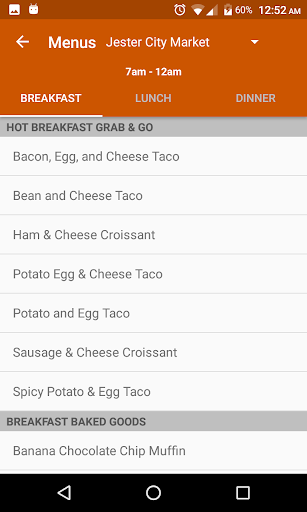 60% 12:52 AM
Menus Jester City Market
7am - 12am
BREAKFAST LUNCH DINNER
HOT BREAKFAST GRAB & GO
Bacon, Egg, and Cheese Taco
Bean and Cheese Taco
Ham & Cheese Croissant
Potato Egg & Cheese Taco
Potato and Egg Taco
Sausage & Cheese Croissant
Spicy Potato & Egg Taco
BREAKFAST BAKED GOODS
Banana Chocolate Chip Muffin